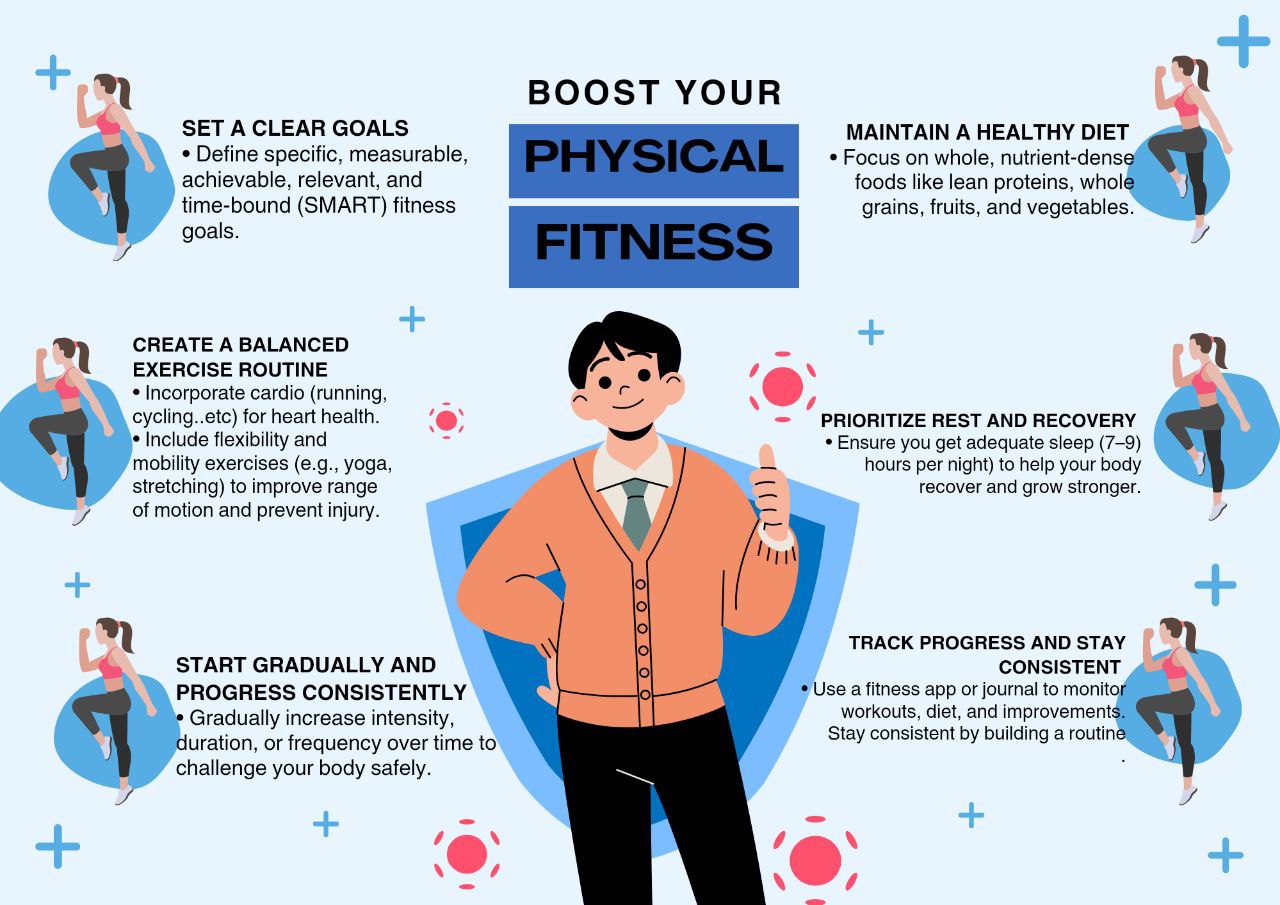 BOOST YOUR
PHYSICAL
FITNESS
SET A CLEAR GOALS
• Define specific, measurable,
achievable, relevant, and
time-bound (SMART) fitness
goals.
CREATE A BALANCED
EXERCISE ROUTINE
• Incorporate cardio (running,
cycling..etc) for heart health.
• Include flexibility and
mobility exercises (e.g., yoga,
stretching) to improve range
of motion and prevent injury.
START GRADUALLY AND
PROGRESS CONSISTENTLY
• Gradually increase intensity,
duration, or frequency over time to
challenge your body safely.
MAINTAIN A HEALTHY DIET
• Focus on whole, nutrient-dense
foods like lean proteins, whole
grains, fruits, and vegetables.
PRIORITIZE REST AND RECOVERY
• Ensure you get adequate sleep (7–9)
hours per night) to help your body
recover and grow stronger.
TRACK PROGRESS AND STAY
CONSISTENT
• Use a fitness app or journal to monitor
workouts, diet, and improvements.
Stay consistent by building a routine
.